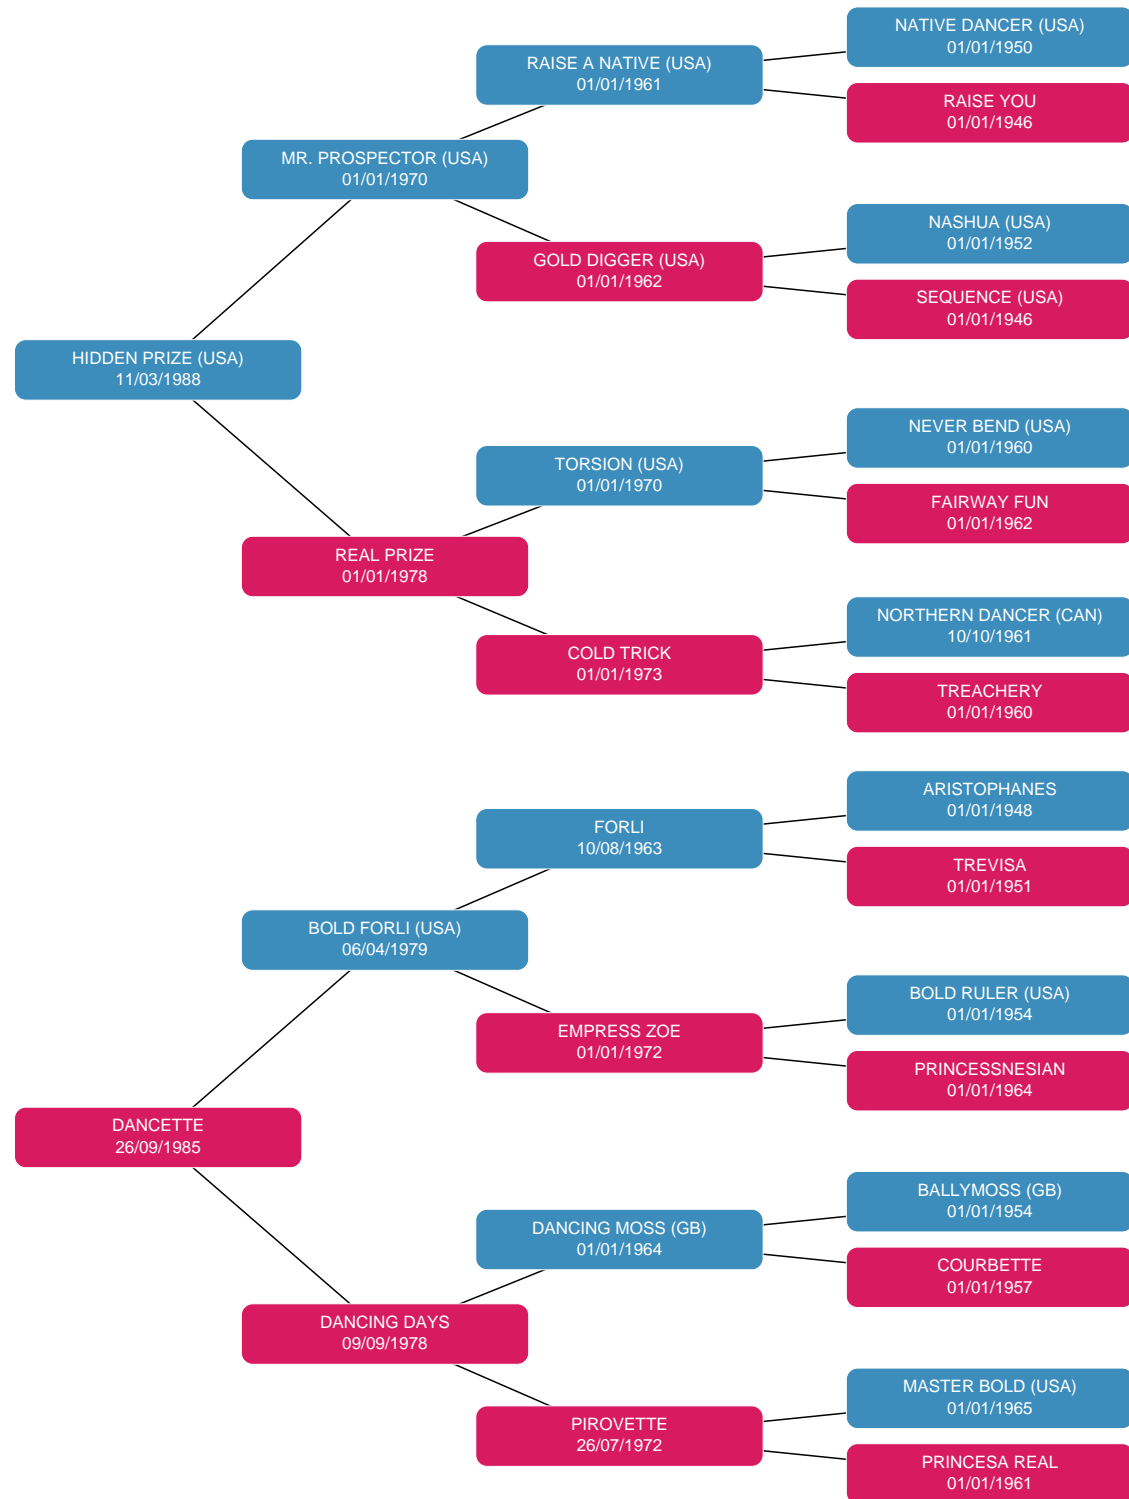 NATIVE DANCER (USA)
01/01/1950
RAISE A NATIVE (USA)
01/01/1961
RAISE YOU
01/01/1946
MR. PROSPECTOR (USA)
01/01/1970
NASHUA (USA)
01/01/1952
GOLD DIGGER (USA)
01/01/1962
SEQUENCE (USA)
01/01/1946
HIDDEN PRIZE (USA)
11/03/1988
NEVER BEND (USA)
01/01/1960
TORSION (USA)
01/01/1970
FAIRWAY FUN
01/01/1962
REAL PRIZE
01/01/1978
NORTHERN DANCER (CAN)
10/10/1961
COLD TRICK
01/01/1973
TREACHERY
01/01/1960
ARISTOPHANES
01/01/1948
FORLI
10/08/1963
TREVISA
01/01/1951
BOLD FORLI (USA)
06/04/1979
BOLD RULER (USA)
01/01/1954
EMPRESS ZOE
01/01/1972
PRINCESSNESIAN
01/01/1964
DANCETTE
26/09/1985
BALLYMOSS (GB)
01/01/1954
DANCING MOSS (GB)
01/01/1964
COURBETTE
01/01/1957
DANCING DAYS
09/09/1978
MASTER BOLD (USA)
01/01/1965
PIROVETTE
26/07/1972
PRINCESA REAL
01/01/1961